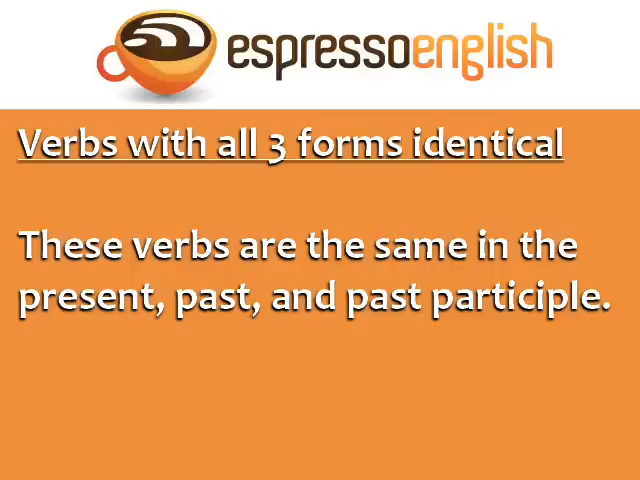 espressoenglish
Verbs with all 3 forms identical
These verbs are the same in the
present, past, and past participle.